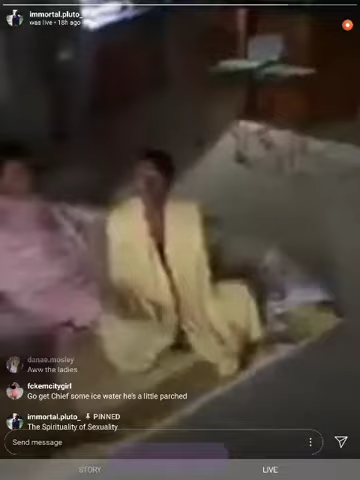 immortal.pluto_
was live • 18h ago
danae.mosley
Aww the ladies
fckemcitygirl
Go get Chief some ice water he's a little parched
immortal.pluto_ PINNED
The Spirituality of Sexuality
Send message
STORY LIVE